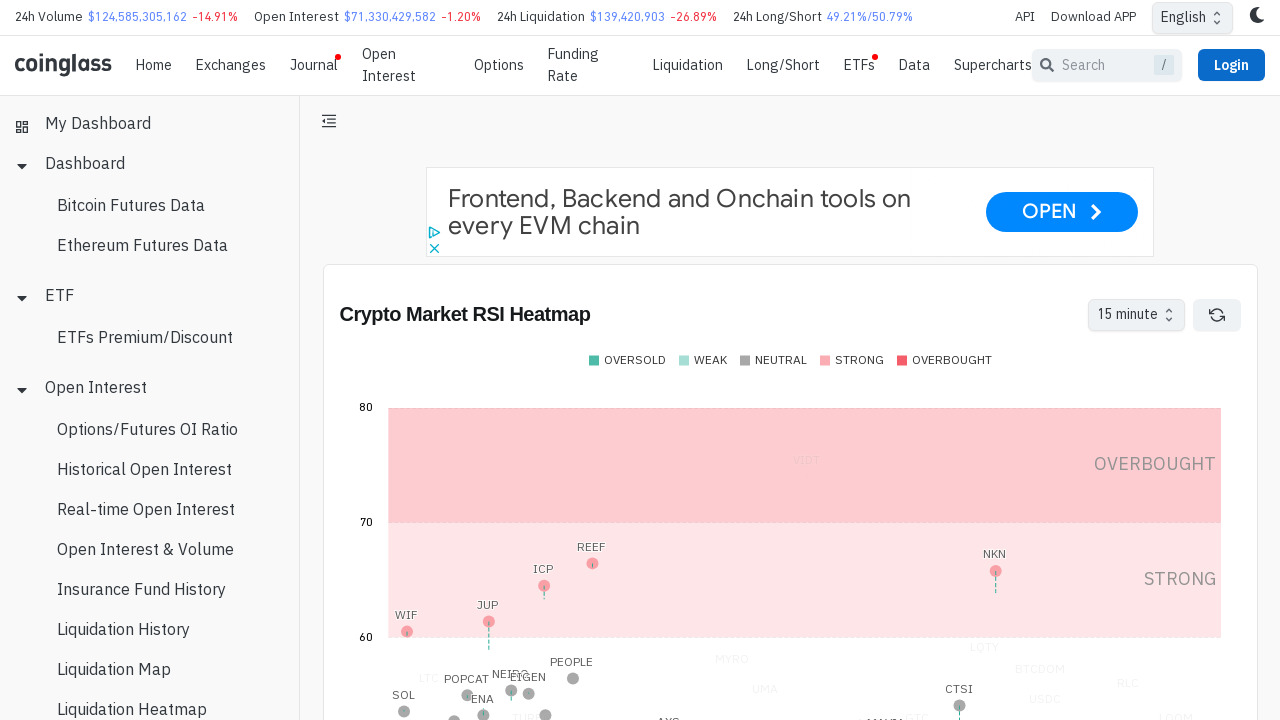 24h Volume $124,585,305,162 -14.91% Open Interest $71,330,429,582 -1.20% 24h Liquidation $139,420,903 -26.89% 24h Long/Short 49.21%/50.79% API Download APP English
coinglass Home Exchanges Journal Open Interest Options Funding Rate Liquidation Long/Short ETFs Data Supercharts Search / Login
My Dashboard
Dashboard
Bitcoin Futures Data
Ethereum Futures Data
ETF
ETFs Premium/Discount
Open Interest
Options/Futures OI Ratio
Historical Open Interest
Real-time Open Interest
Open Interest & Volume
Insurance Fund History
Liquidation History
Liquidation Map
Liquidation Heatmap
Frontend, Backend and Onchain tools on
every EVM chain
OPEN
Crypto Market RSI Heatmap
15 minute
OVERSOLD WEAK NEUTRAL STRONG OVERBOUGHT
80
VIDT
OVERBOUGHT
70
REEF
NKN
ICP
STRONG
JUP
WIF
60
LQTY
MYRO
PEOPLE
BTCDOM
NEIRO
EIGEN
LTC
POPCAT
RLC
UMA
CTSI
SOL
ENA
USDC
LOOM